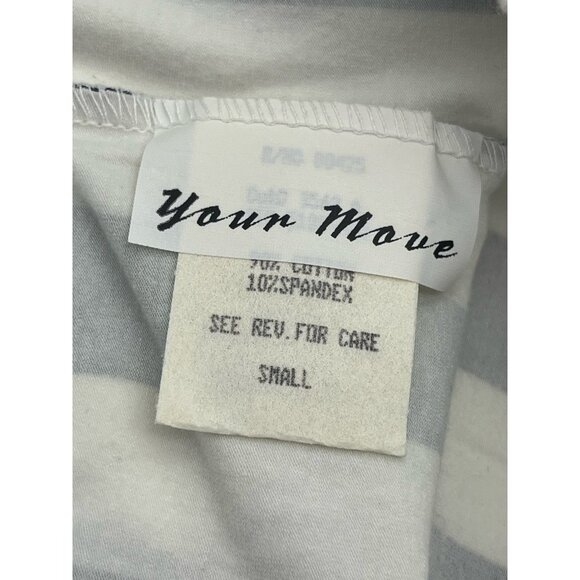 Your Move
90% COTTON
10%SPANDEX
SEE REV.FOR CARE
SMALL